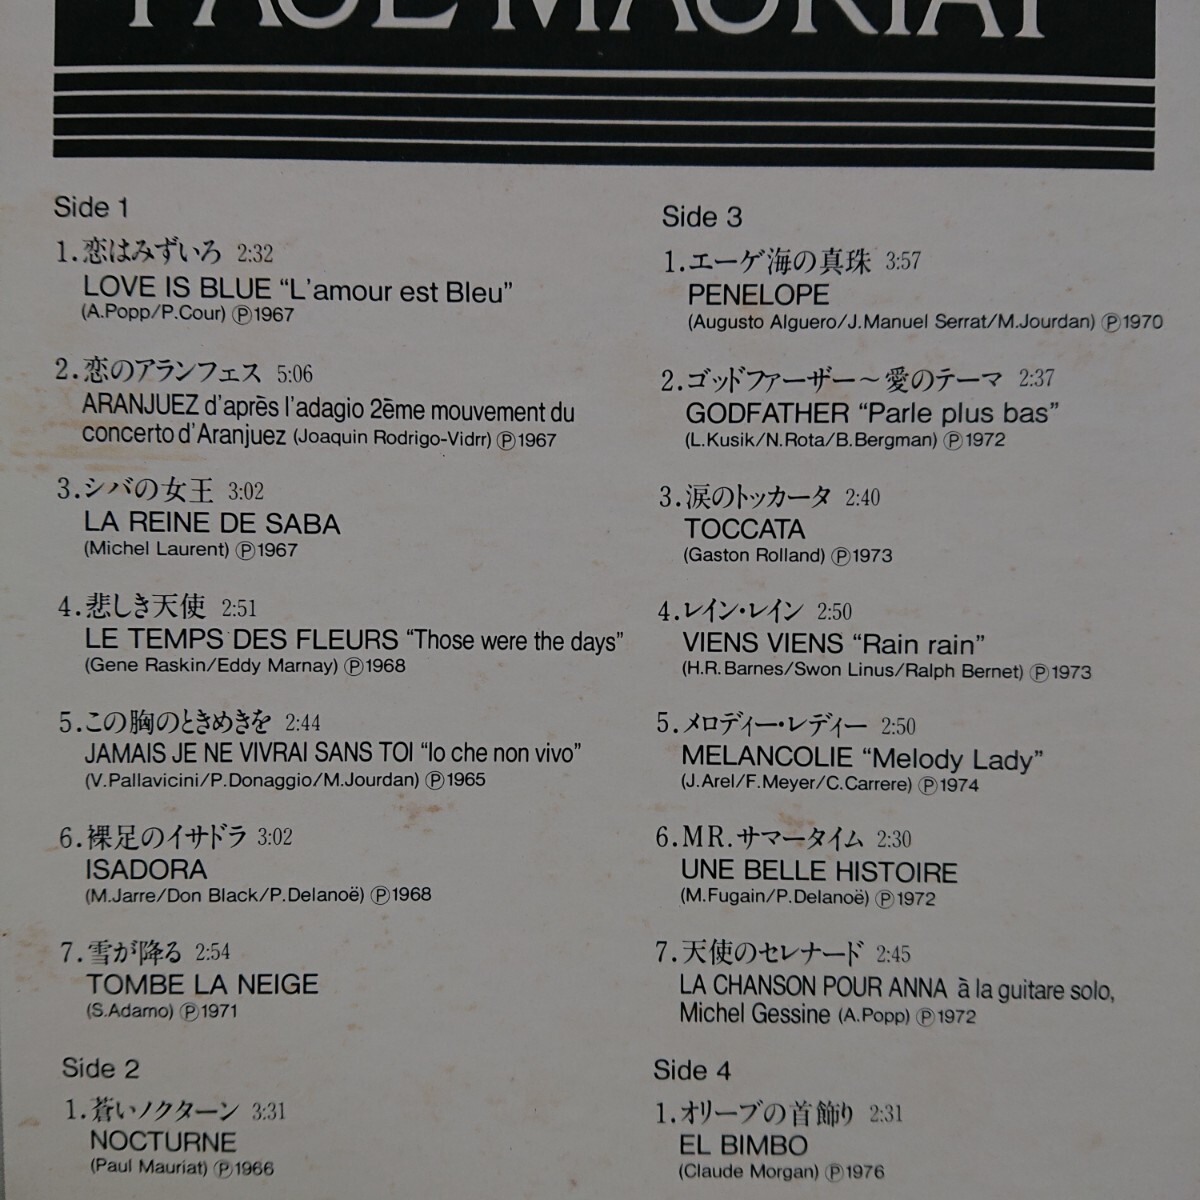 PAUL MAURIAT
Side 1
1.恋はみずいろ 2:32
LOVE IS BLUE “L'amour est Bleu”
(A.Popp/P.Cour) Ⓟ1967
2.恋のアランフェス 5:06
ARANJUEZ d'après l'adagio 2ēme mouvement du
concerto d'Aranjuez (Joaquin Rodrigo-Vidrr) Ⓟ1967
3.シバの女王 3:02
LA REINE DE SABA
(Michel Laurent) Ⓟ1967
4.悲しき天使 2:51
LE TEMPS DES FLEURS “Those were the days”
(Gene Raskin/Eddy Marnay) Ⓟ1968
5.この胸のときめきを 2:44
JAMAIS JE NE VIVRAI SANS TOI “Io che non vivo”
(V.Pallavicini/P.Donaggio/M.Jourdan) Ⓟ1965
6.裸足のイサドラ 3:02
ISADORA
(M.Jarre/Don Black/P.Delanoë) Ⓟ1968
7.雪が降る 2:54
TOMBE LA NEIGE
(S.Adamo) Ⓟ1971
Side 2
1.蒼いノクターン 3:31
NOCTURNE
(Paul Mauriat) Ⓟ1966
Side 3
1.エーゲ海の真珠 3:57
PENELOPE
(Augusto Alguero/J.Manuel Serrat/M.Jourdan) Ⓟ1970
2.ゴッドファーザー～愛のテーマ 2:37
GODFATHER “Parle plus bas”
(L.Kusik/N.Rota/B.Bergman) Ⓟ1972
3.涙のトッカータ 2:40
TOCCATA
(Gaston Rolland) Ⓟ1973
4.レイン・レイン 2:50
VIENS VIENS “Rain rain”
(H.R.Barnes/Swon Linus/Ralph Bernet) Ⓟ1973
5.メロディー・レディー 2:50
MELANCOLIE “Melody Lady”
(J.Arel/F.Meyer/C.Carrere) Ⓟ1974
6.MR.サマータイム 2:30
UNE BELLE HISTOIRE
(M.Fugain/P.Delanoë) Ⓟ1972
7.天使のセレナード 2:45
LA CHANSON POUR ANNA ā la guitare solo,
Michel Gessine (A.Popp) Ⓟ1972
Side 4
1.オリーブの首飾り 2:31
EL BIMBO
(Claude Morgan) Ⓟ1976